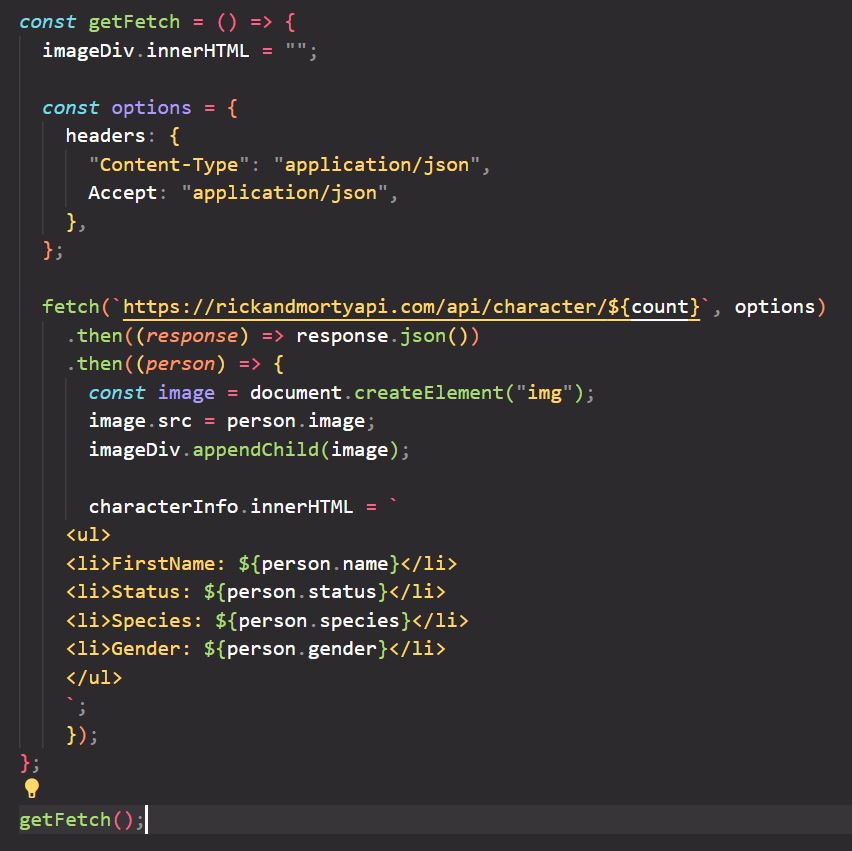 const getFetch = () => {
imageDiv.innerHTML = "";
const options = {
headers: {
"Content-Type": "application/json",
Accept: "application/json",
},
};
fetch(`https://rickandmortyapi.com/api/character/${count}`, options)
.then((response) => response.json())
.then((person) => {
const image = document.createElement("img");
image.src = person.image;
imageDiv.appendChild(image);
characterInfo.innerHTML = `
<ul>
<li>FirstName: ${person.name}</li>
<li>Status: ${person.status}</li>
<li>Species: ${person.species}</li>
<li>Gender: ${person.gender}</li>
</ul>
`;
});
};
getFetch();